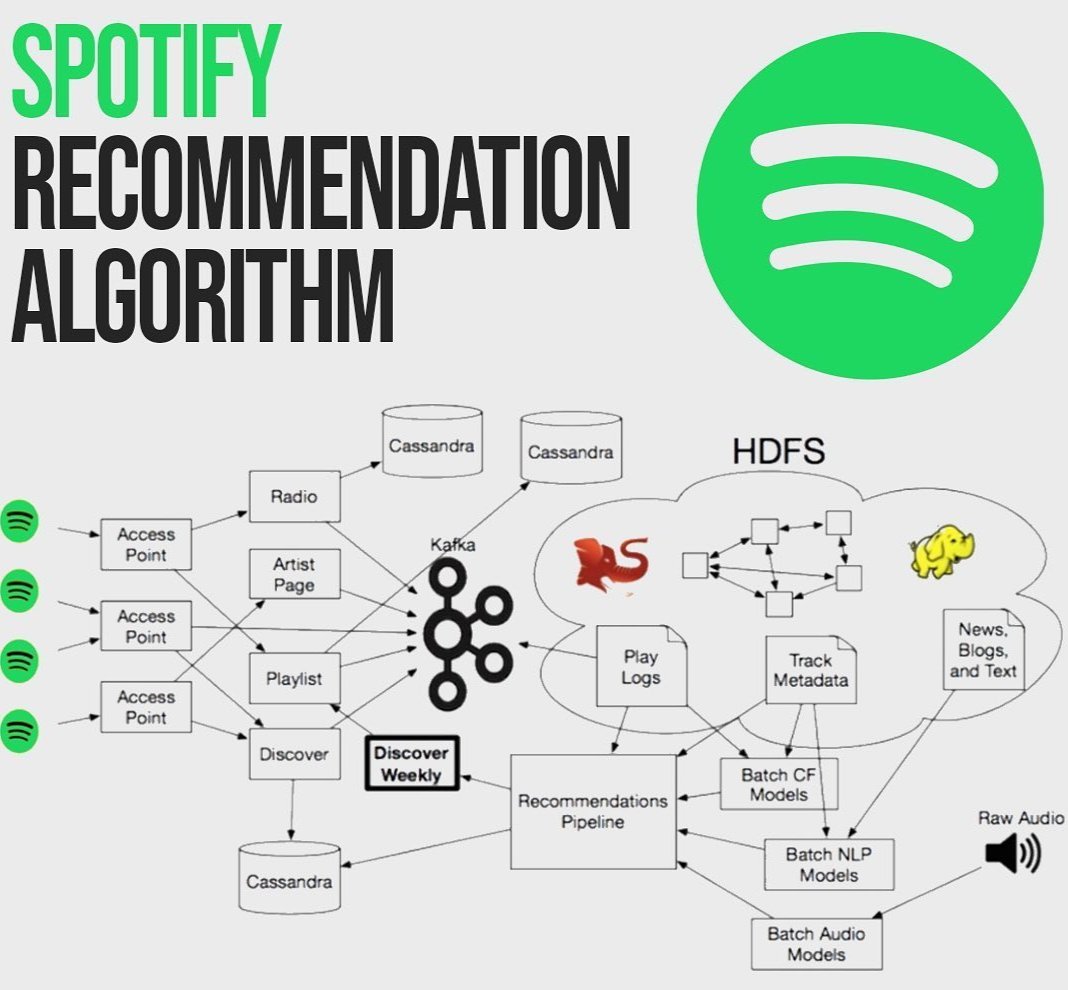 SPOTIFY
RECOMMENDATION
ALGORITHM
Cassandra
Cassandra
HDFS
Radio
Access
Point
Artist
Page
Kafka
Access
Point
Play
Logs
Track
Metadata
News,
Blogs,
and Text
Playlist
Access
Point
Discover
Discover
Weekly
Recommendations
Pipeline
Batch CF
Models
Raw Audio
Batch NLP
Models
Cassandra
Batch Audio
Models